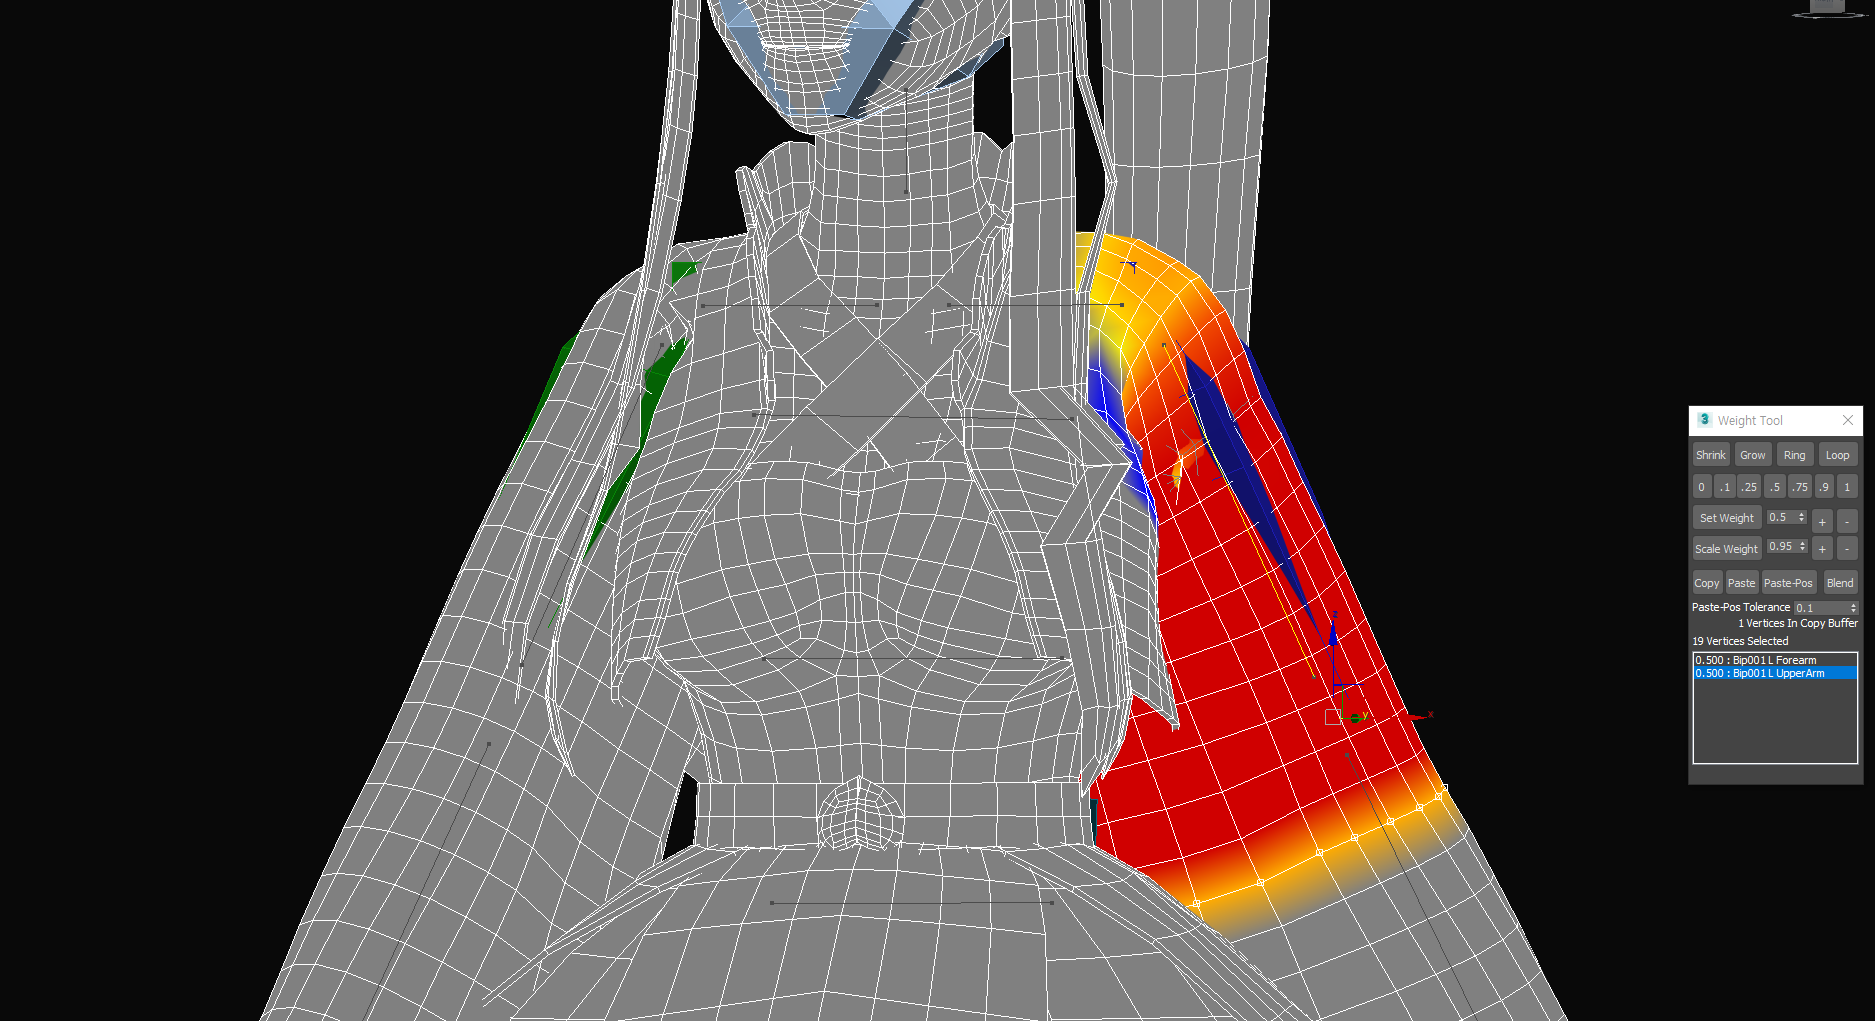 3 Weight Tool
Shrink Grow Ring Loop
0 .1 .25 .5 .75 .9 1
Set Weight 0.5 + -
Scale Weight 0.95 + -
Copy Paste Paste-Pos Blend
Paste-Pos Tolerance 0.1
1 Vertices In Copy Buffer
19 Vertices Selected
0.500 : Bip001 L Forearm
0.500 : Bip001 L UpperArm
z
y
x